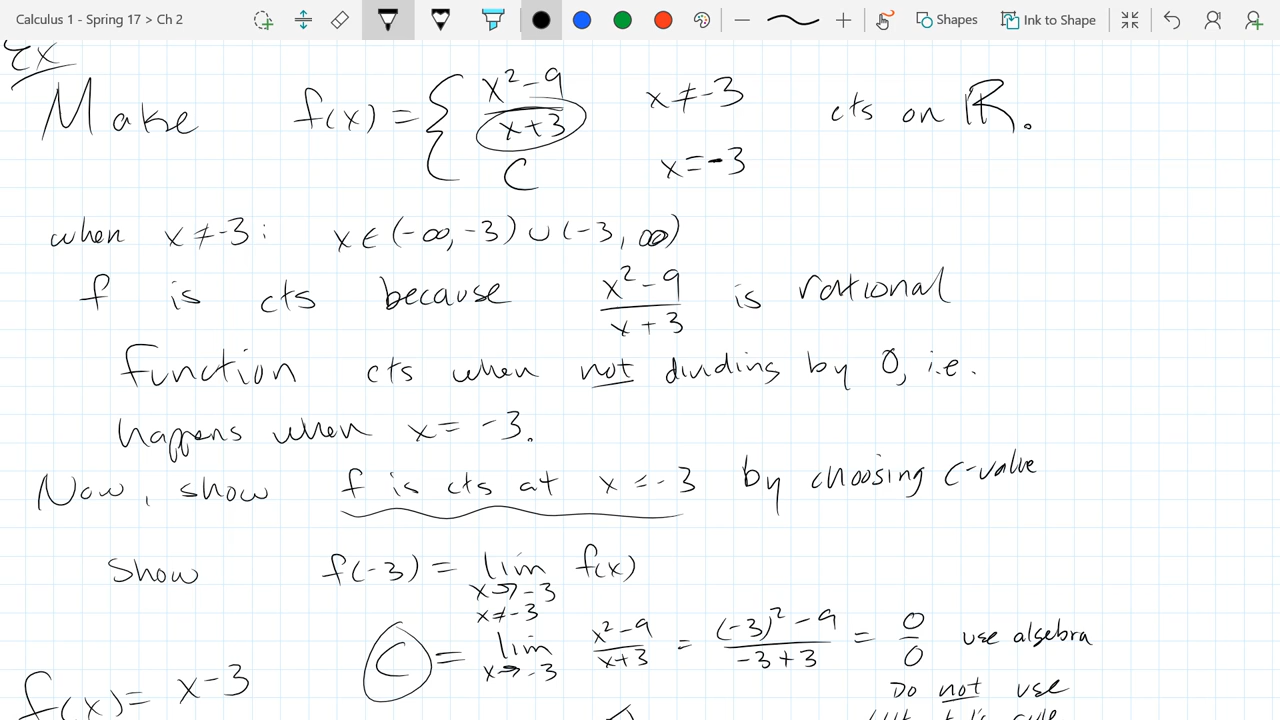 Calculus 1 - Spring 17 > Ch 2
Shapes
Ink to Shape
Ex
Make f(x) = { x²-9 / x+3 x ≠ -3 cts on ℝ.
C x = -3
when x ≠ -3: x ∈ (-∞, -3) ∪ (-3, ∞)
f is cts because x²-9 / x+3 is rational
function cts when not dividing by 0, i.e.
happens when x = -3.
Now, show f is cts at x = -3 by choosing C-value
Show f(-3) = lim f(x)
x→-3
x≠-3
C = lim x→-3 x²-9 / x+3 = (-3)²-9 / -3+3 = 0/0 use algebra
f(x) = x-3
Do not use